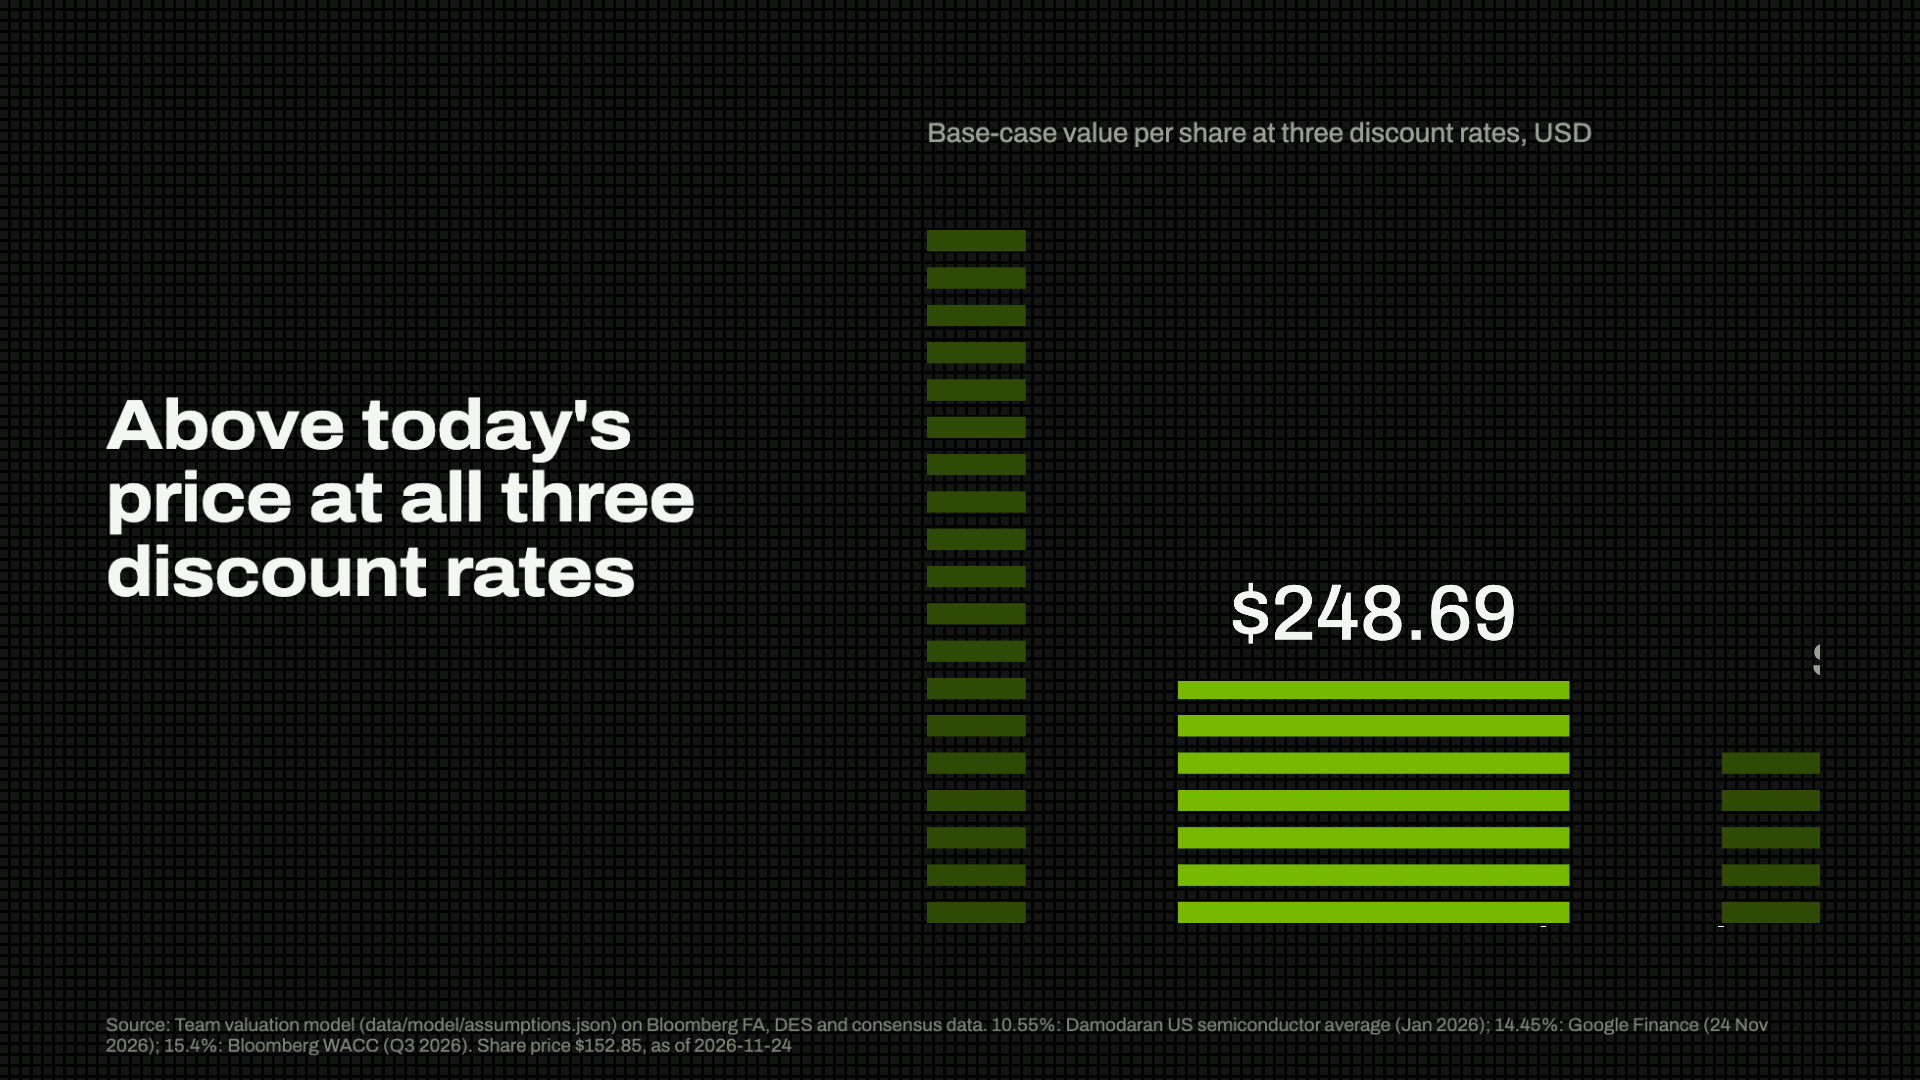 Base-case value per share at three discount rates, USD
Above today's
price at all three
discount rates
$248.69
Source: Team valuation model (data/model/assumptions.json) on Bloomberg FA, DES and consensus data. 10.55%: Damodaran US semiconductor average (Jan 2026); 14.45%: Google Finance (24 Nov
2026); 15.4%: Bloomberg WACC (Q3 2026). Share price $152.85, as of 2026-11-24